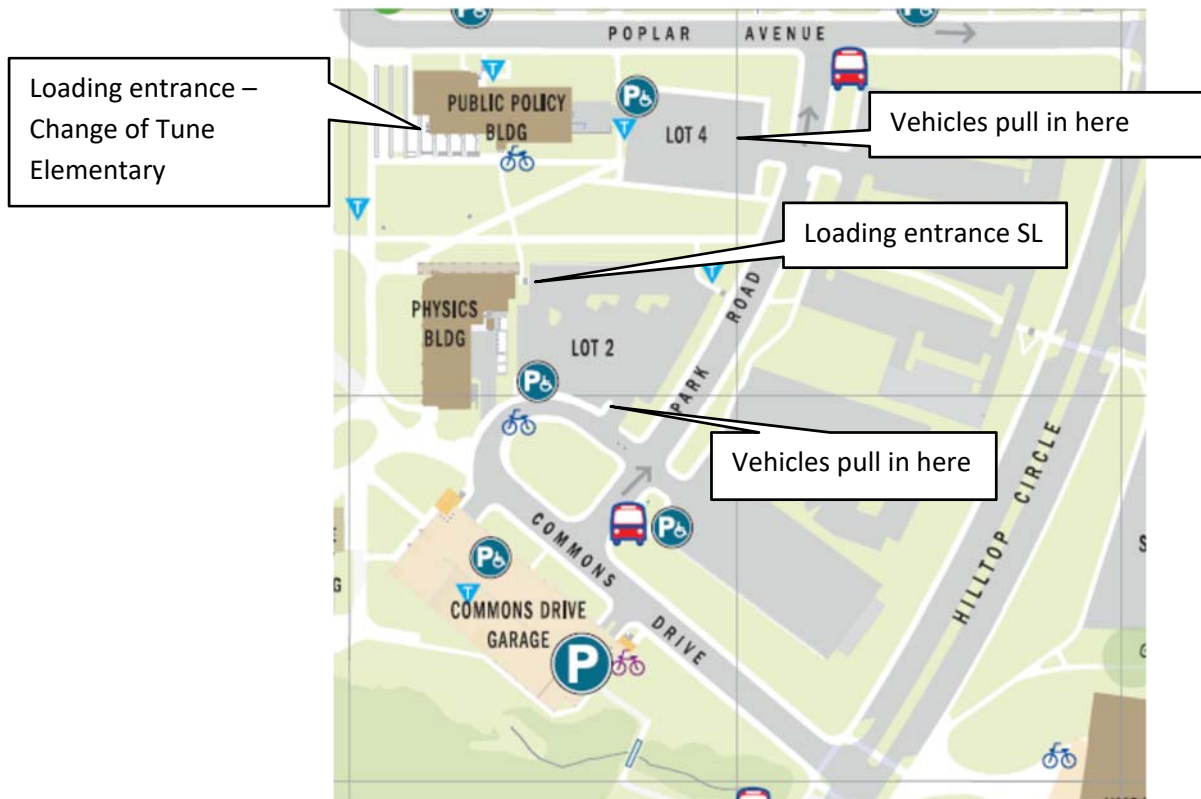 POPLAR AVENUE
Loading entrance –
Change of Tune
Elementary
PUBLIC POLICY
BLDG
T
P
LOT 4
T
Vehicles pull in here
T
Loading entrance SL
T
PHYSICS
BLDG
LOT 2
P
PARK ROAD
Vehicles pull in here
HILLTOP CIRCLE
COMMONS DRIVE
P
P
T
COMMONS DRIVE
GARAGE
P
S
G